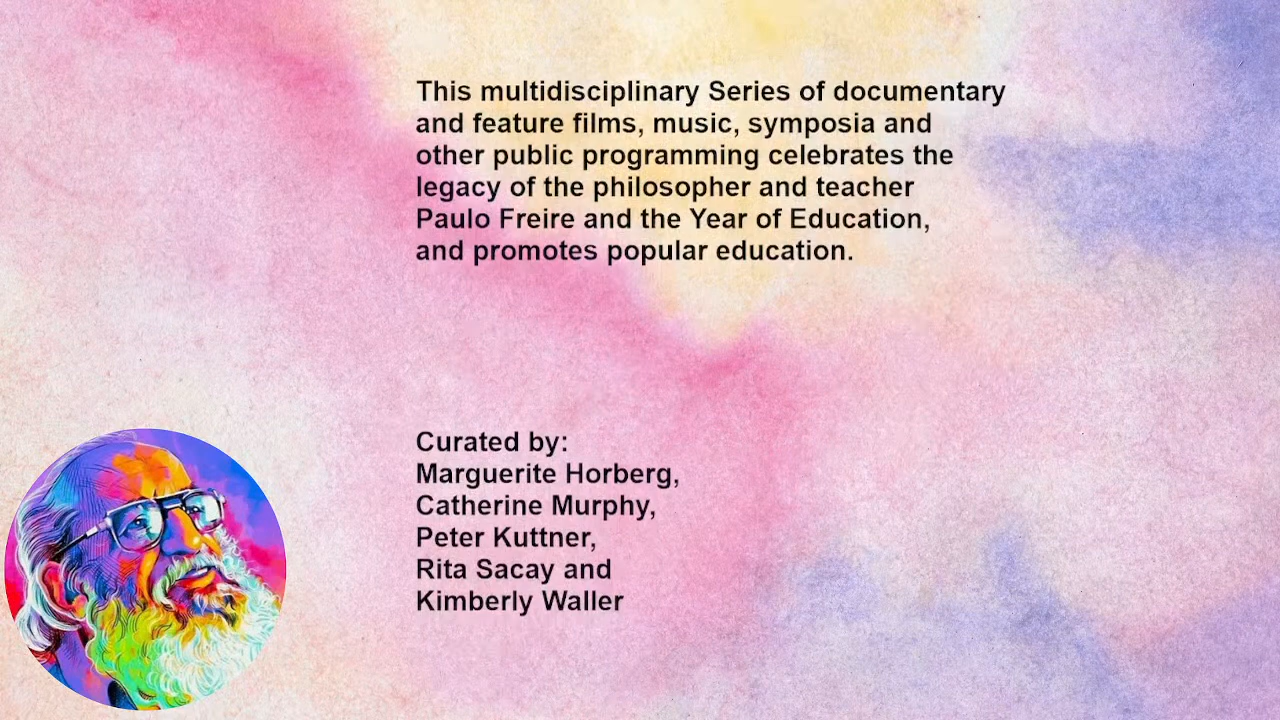 This multidisciplinary Series of documentary
and feature films, music, symposia and
other public programming celebrates the
legacy of the philosopher and teacher
Paulo Freire and the Year of Education,
and promotes popular education.
Curated by:
Marguerite Horberg,
Catherine Murphy,
Peter Kuttner,
Rita Sacay and
Kimberly Waller